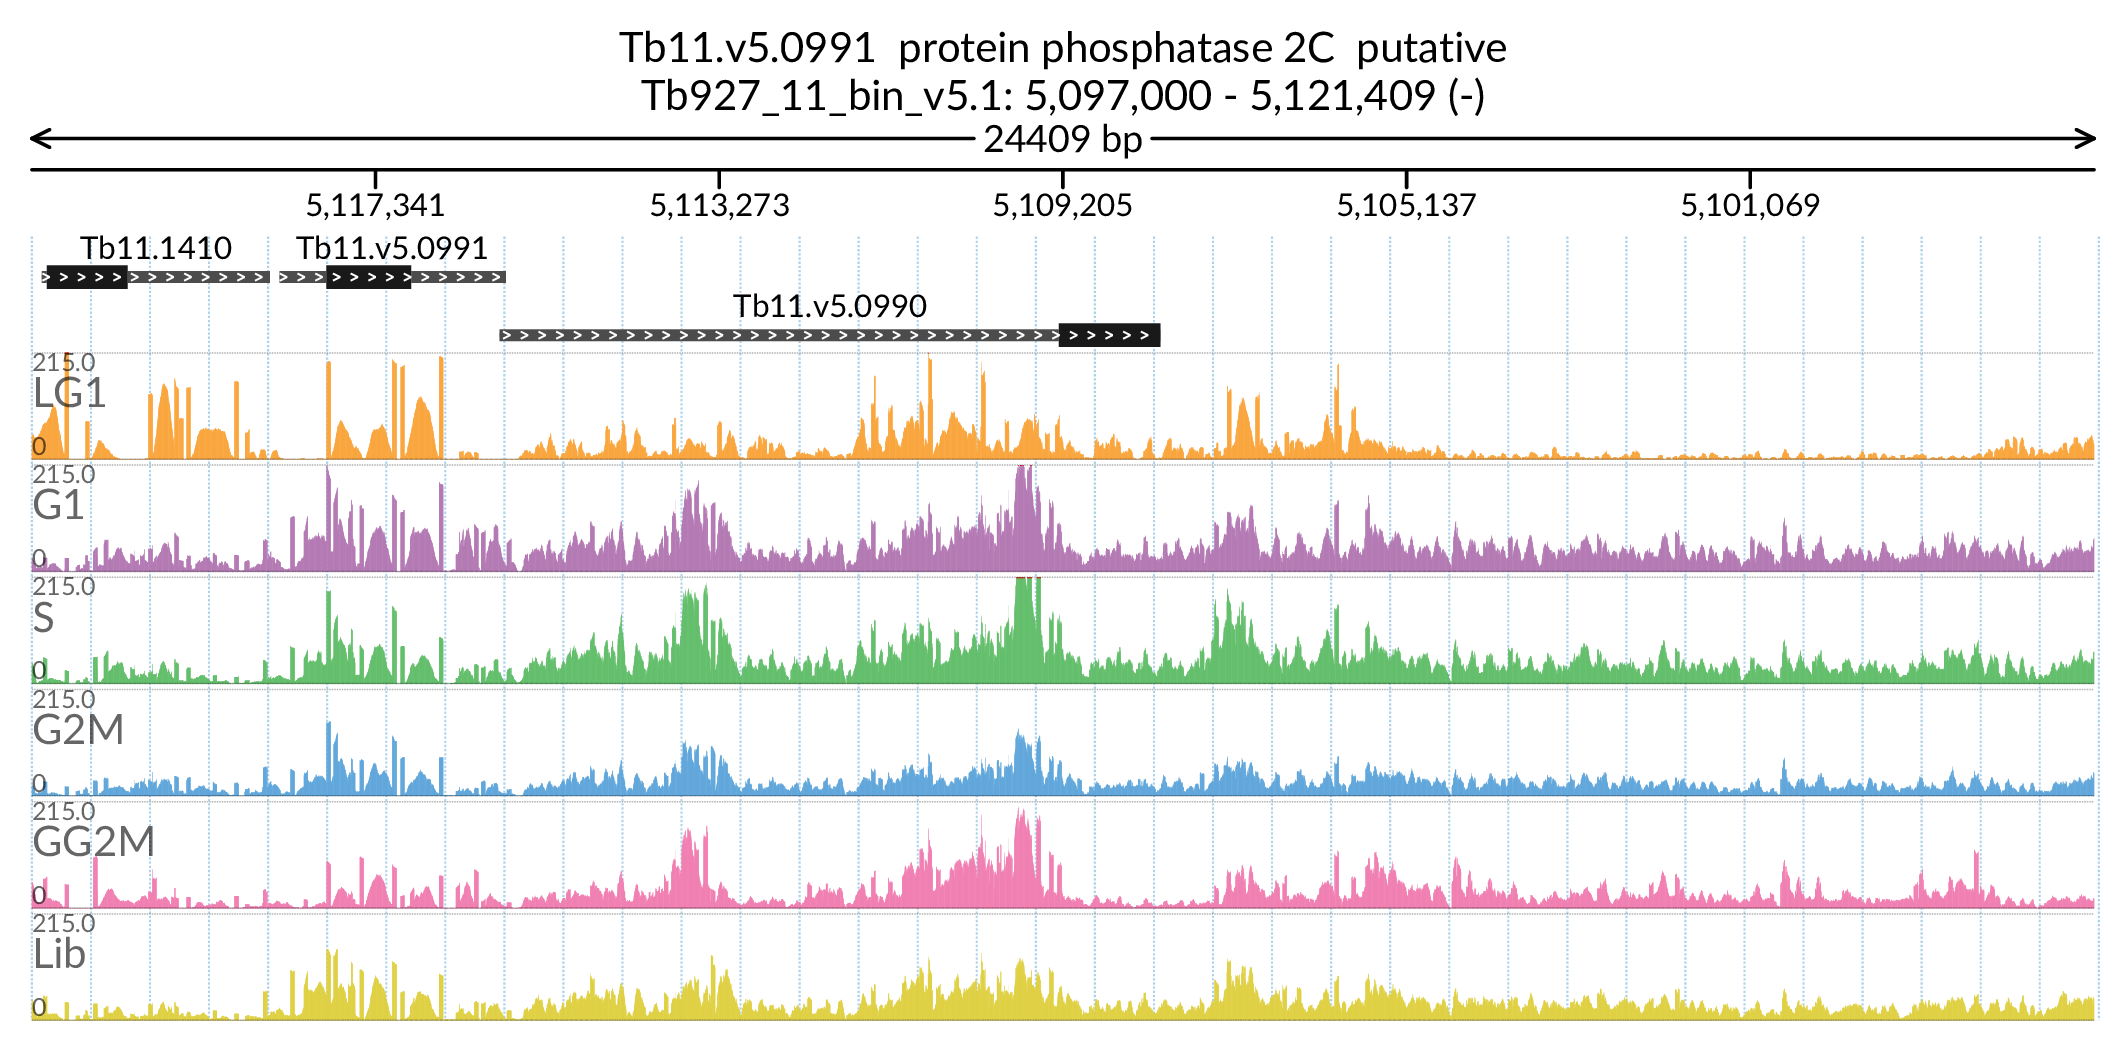 Tb11.v5.0991  protein phosphatase 2C  putative
Tb927_11_bin_v5.1: 5,097,000 - 5,121,409 (-)
24409 bp
5,117,341 5,113,273 5,109,205 5,105,137 5,101,069
Tb11.1410 Tb11.v5.0991
Tb11.v5.0990
215.0
LG1
0
215.0
G1
0
215.0
S
0
215.0
G2M
0
215.0
GG2M
0
215.0
Lib
0